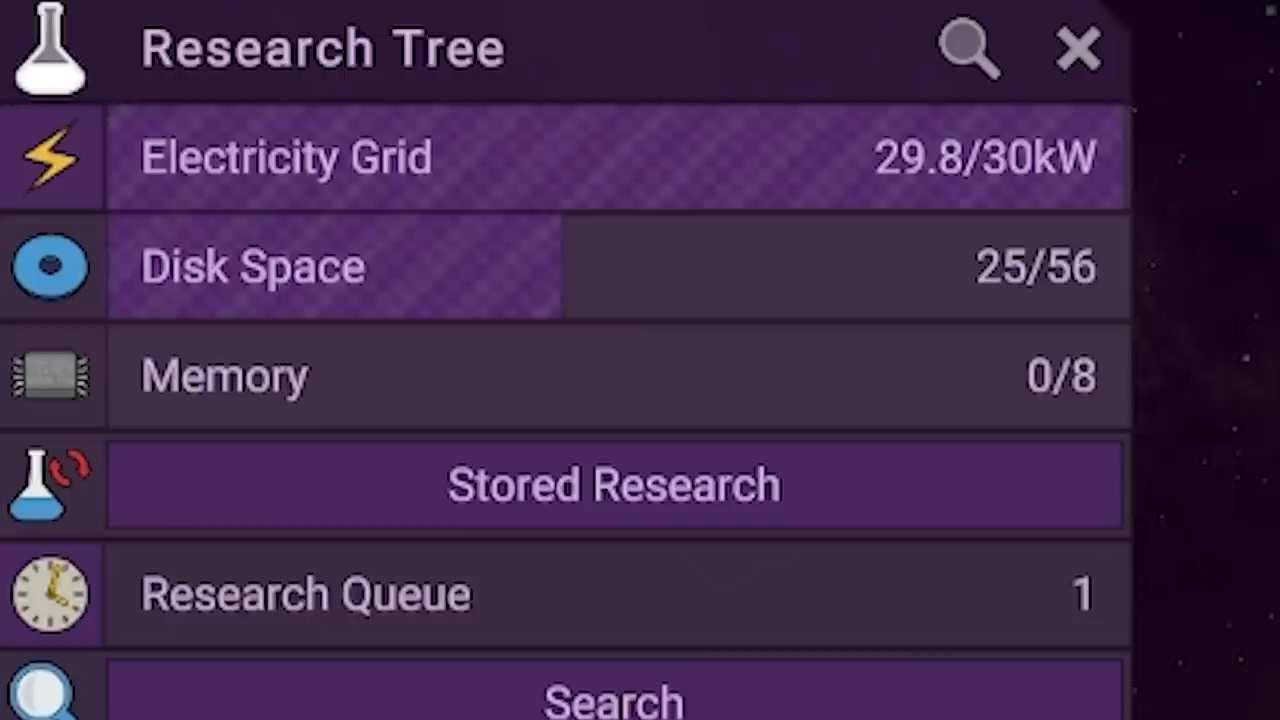 Research Tree
Electricity Grid 29.8/30kW
Disk Space 25/56
Memory 0/8
Stored Research
Research Queue 1
Search